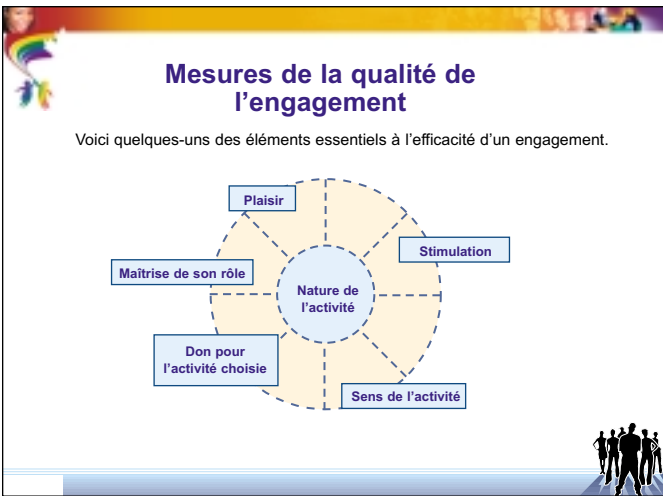 Mesures de la qualité de
l’engagement
Voici quelques-uns des éléments essentiels à l’efficacité d’un engagement.
Plaisir
Stimulation
Maîtrise de son rôle
Nature de
l’activité
Don pour
l’activité choisie
Sens de l’activité